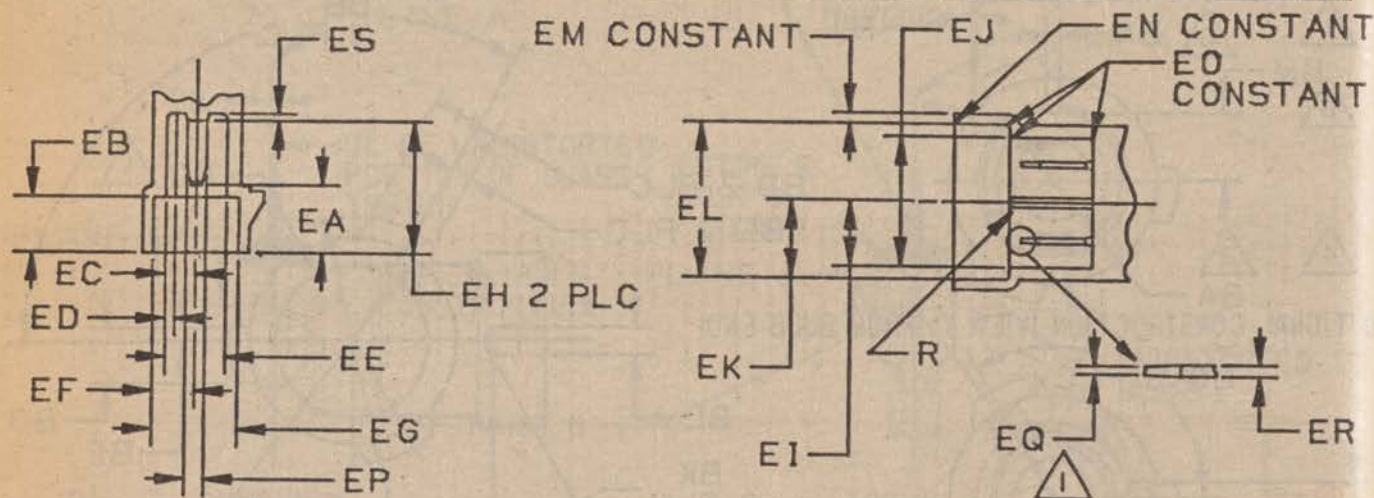 ES
EM CONSTANT
EJ
EN CONSTANT
EO
CONSTANT
EB
EA
EL
EC
EH 2 PLC
ED
EE
EK
R
EF
EG
EI
EQ
ER
EP
1